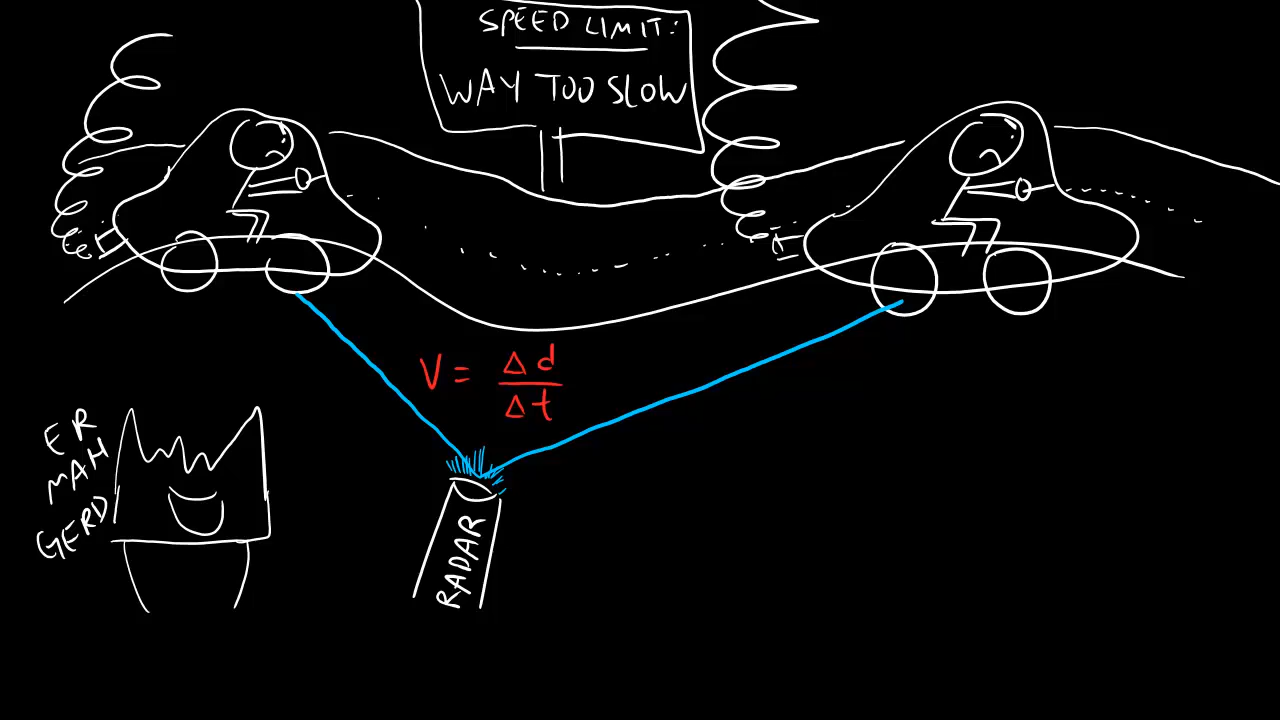 SPEED LIMIT:
WAY TOO SLOW
V = Δd/Δt
ER
MAH
GERD
RADAR